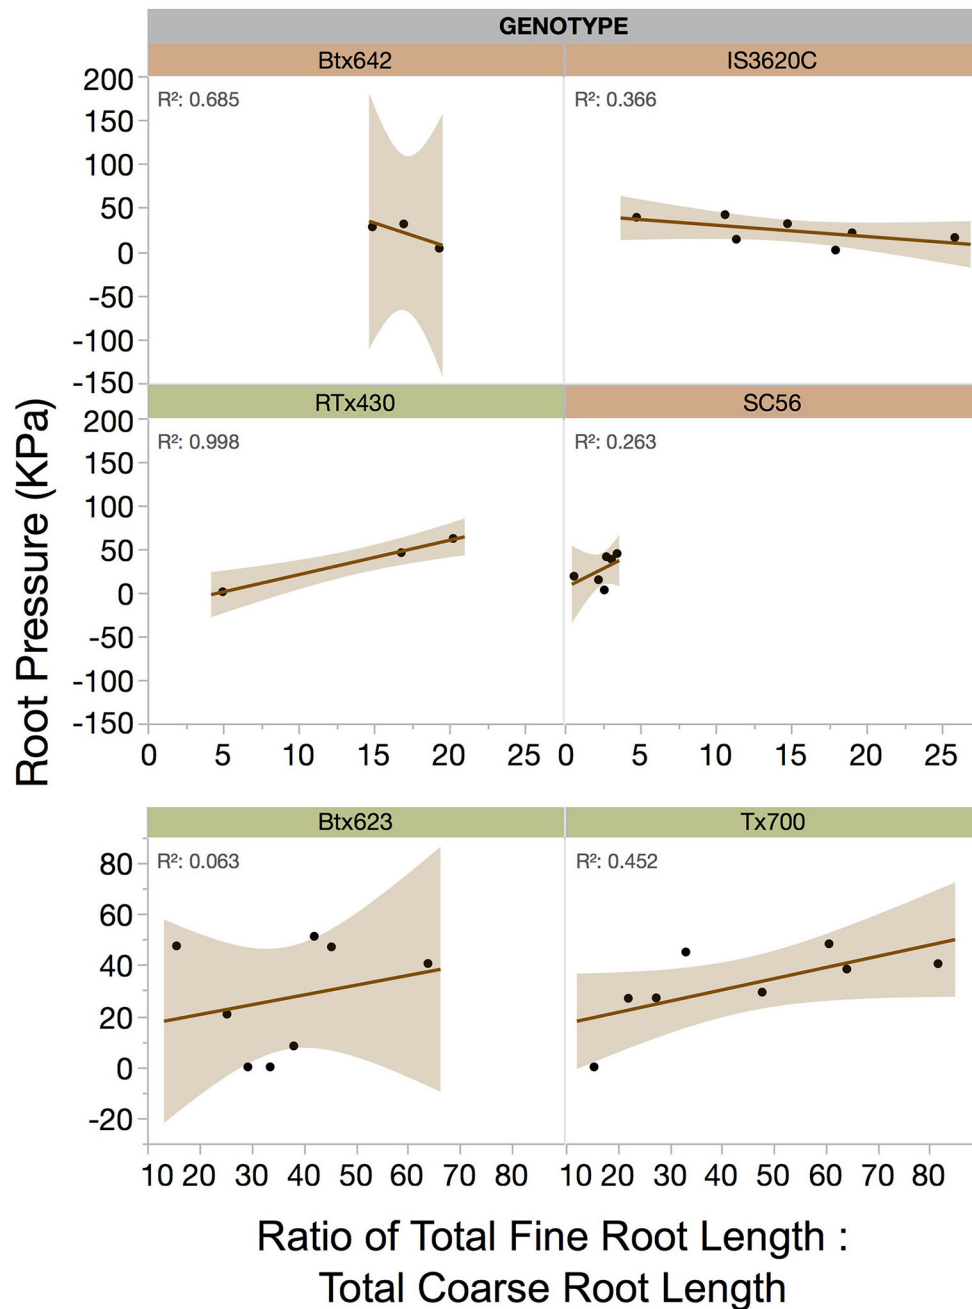 GENOTYPE
Btx642 IS3620C
200
150
100
50
0
-50
-100
-150
R²: 0.685 R²: 0.366
RTx430 SC56
200
150
100
50
0
-50
-100
-150
R²: 0.998 R²: 0.263
0 5 10 15 20 0 5 10 15 20 25
Root Pressure (KPa)
Btx623 Tx700
80
60
40
20
0
-20
R²: 0.063 R²: 0.452
10 20 30 40 50 60 70 80 10 20 30 40 50 60 70 80
Ratio of Total Fine Root Length :
Total Coarse Root Length